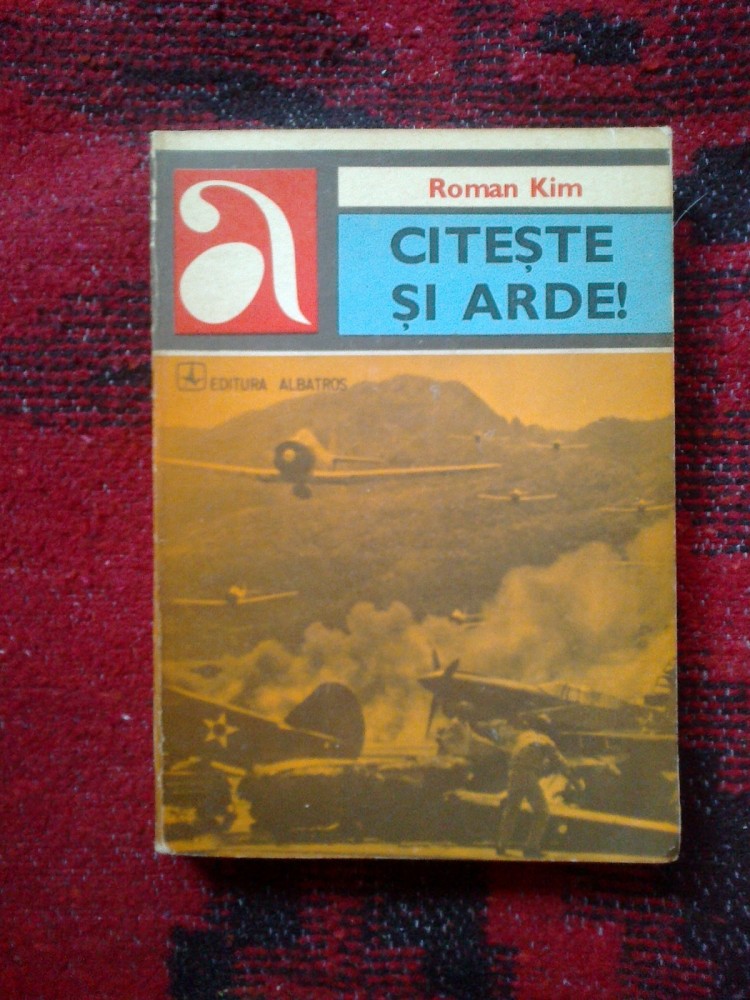 a
Roman Kim
CITEȘTE
ȘI ARDE!
EDITURA ALBATROS